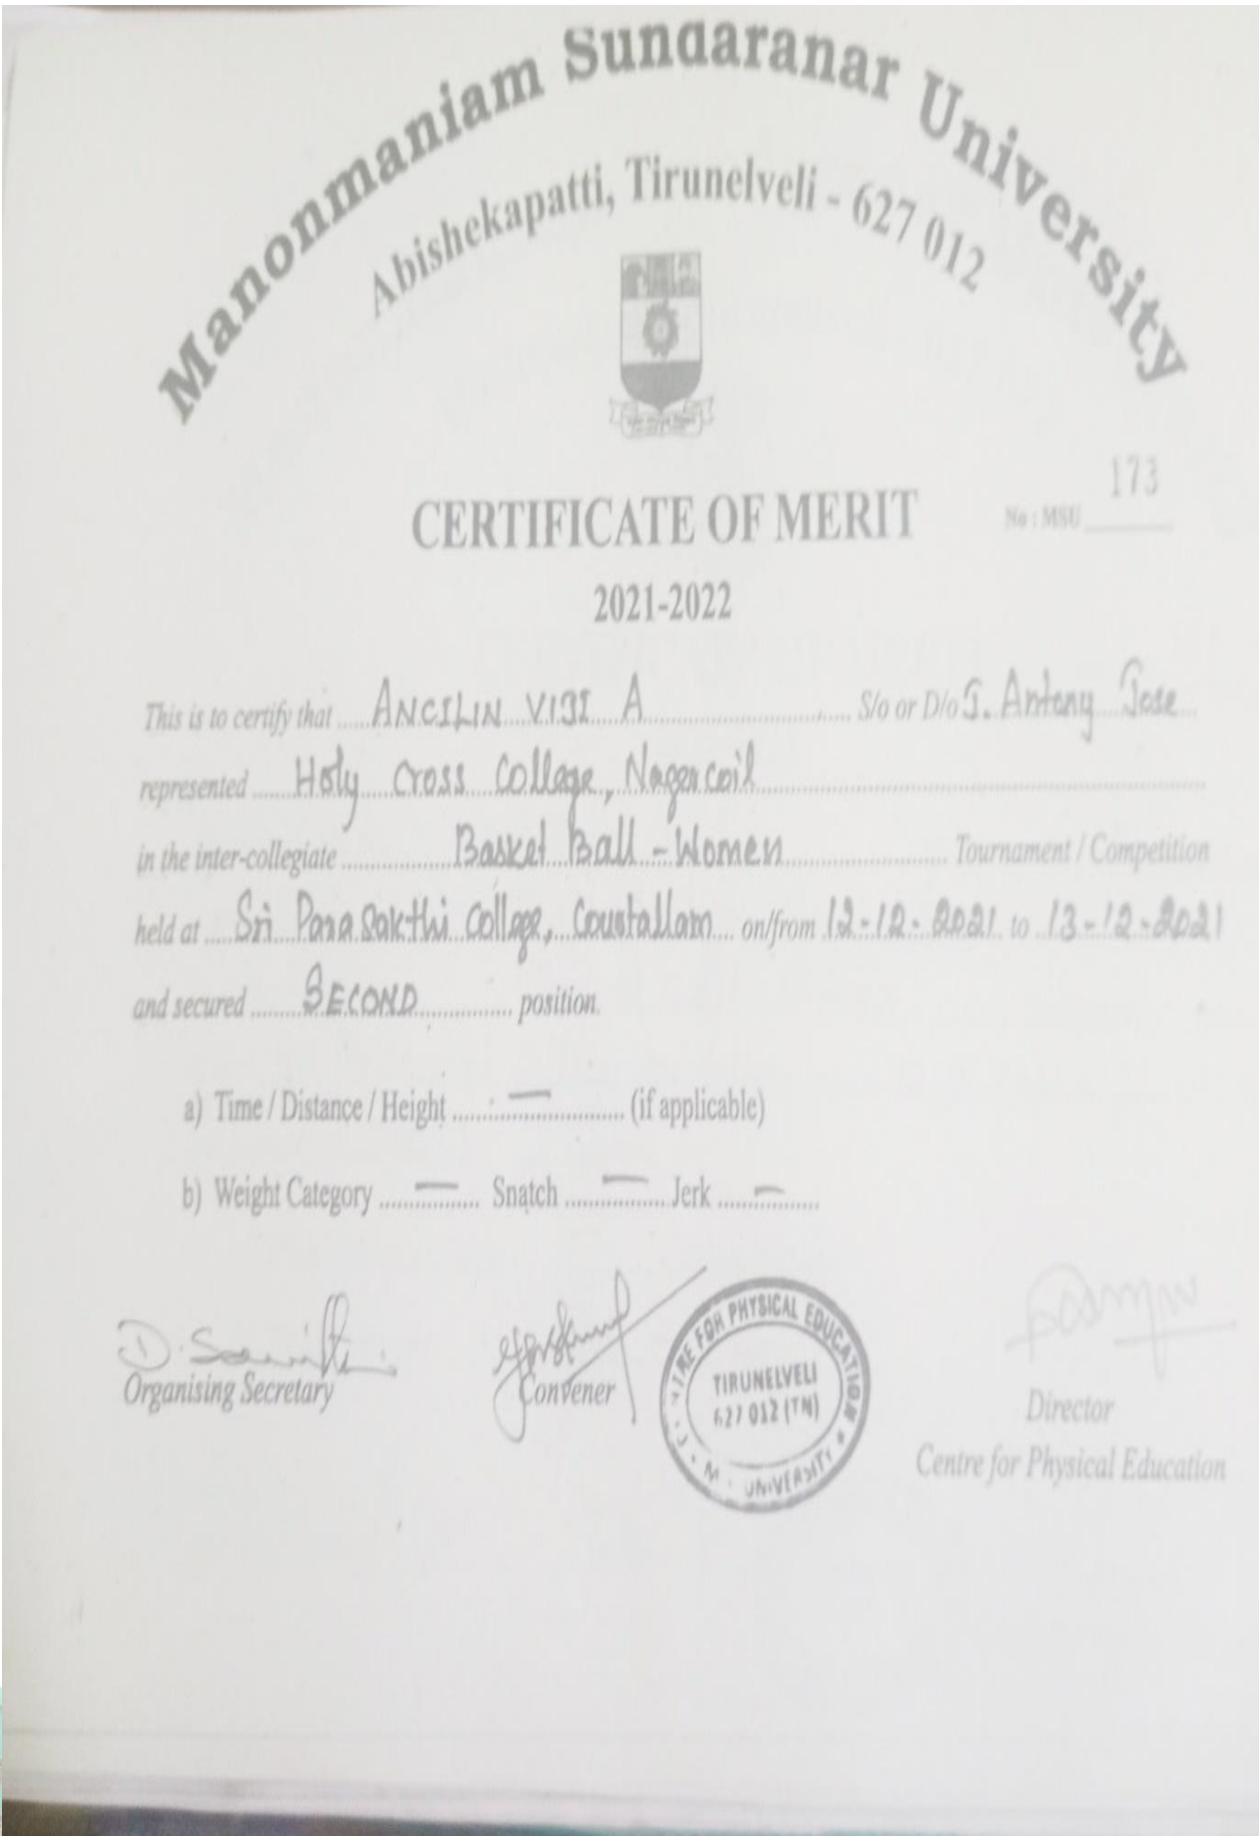 Manonmaniam Sundaranar University
Abishekapatti, Tirunelveli - 627 012
173
CERTIFICATE OF MERIT No : MSU
2021-2022
This is to certify that ANCILIN VIJI A S/o or D/o J. Antony Jose
represented Holy Cross College, Nagercoil
in the inter-collegiate Basket Ball - Women Tournament / Competition
held at Sri Parasakthi College, Coustallam on/from 12-12-2021 to 13-12-2021
and secured SECOND position.
a) Time / Distance / Height — (if applicable)
b) Weight Category — Snatch — Jerk —
D.
Organising Secretary
Convener
FOR PHYSICAL EDUCATION
TIRUNELVELI
627 012 (TN)
M . UNIVERSITY
Director
Centre for Physical Education